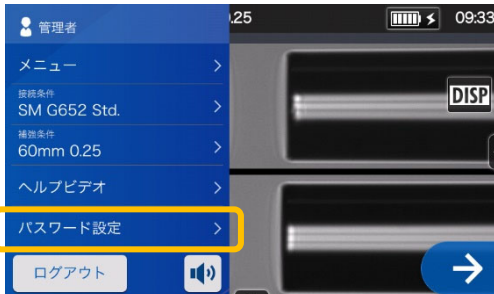 管理者
.25
09:33
メニュー
接続条件
SM G652 Std.
DISP
補強条件
60mm 0.25
ヘルプビデオ
パスワード設定
ログアウト